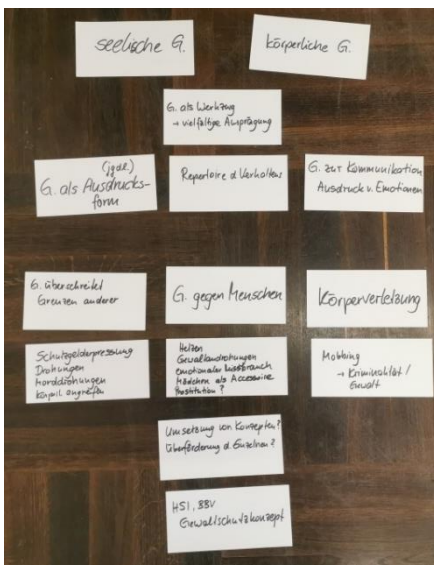 seelische G.
körperliche G.
G. als Werkzeug
→ vielfältige Ausprägung
(jgdl.)
G. als Ausdrucks-
form
Repertoire d. Verhaltens
G. zur Kommunikation
Ausdruck v. Emotionen
G. überschreitet
Grenzen anderer
G. gegen Menschen
Körperverletzung
Schutzgelderpressung
Drohungen
Morddrohungen
körperl. angreifen
Hetzen
Gewaltandrohungen
emotionaler Missbrauch
Mädchen als Accessoire
Prostitution?
Mobbing
→ Kriminalität /
Gewalt
Umsetzung von Konzepten?
Überforderung d. Einzelnen?
HSI, BBV
Gewaltschutzkonzept